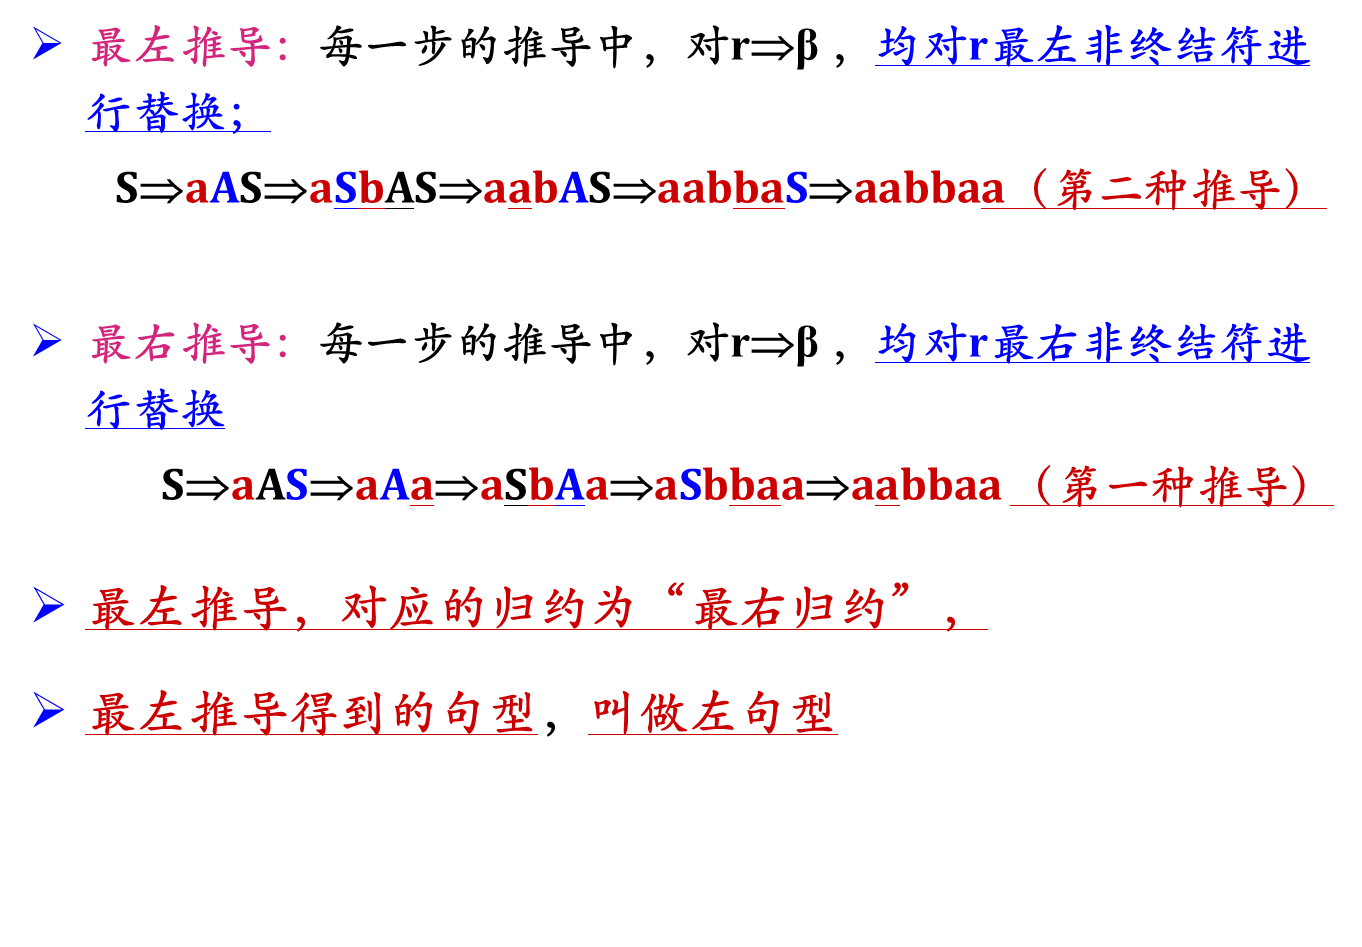 ➢ 最左推导：每一步的推导中，对r⇒β，均对r最左非终结符进
行替换；
S⇒aAS⇒aSbAS⇒aabAS⇒aabbaS⇒aabbaa（第二种推导）
➢ 最右推导：每一步的推导中，对r⇒β，均对r最右非终结符进
行替换
S⇒aAS⇒aAa⇒aSbAa⇒aSbbaa⇒aabbaa（第一种推导）
➢ 最左推导，对应的归约为“最右归约”，
➢ 最左推导得到的句型，叫做左句型